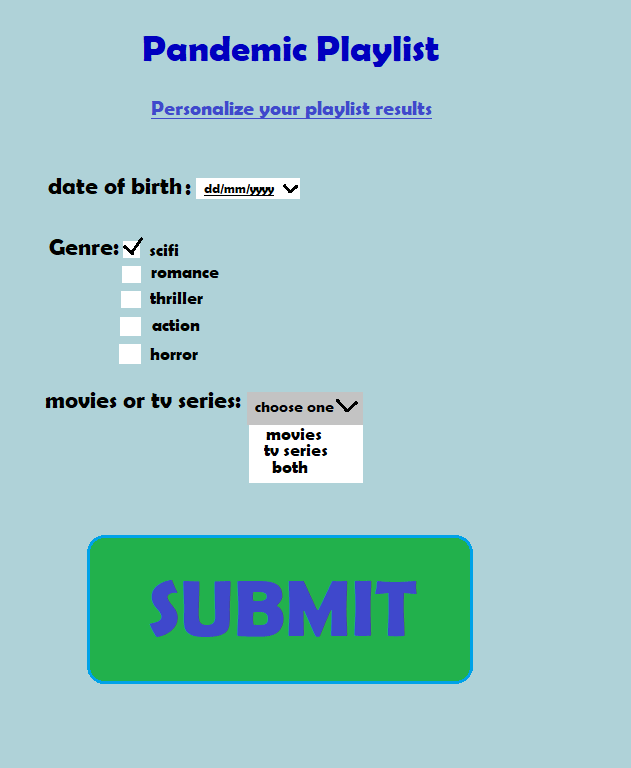 Pandemic Playlist
Personalize your playlist results
date of birth: dd/mm/yyyy
Genre: scifi
romance
thriller
action
horror
movies or tv series: choose one
movies
tv series
both
SUBMIT